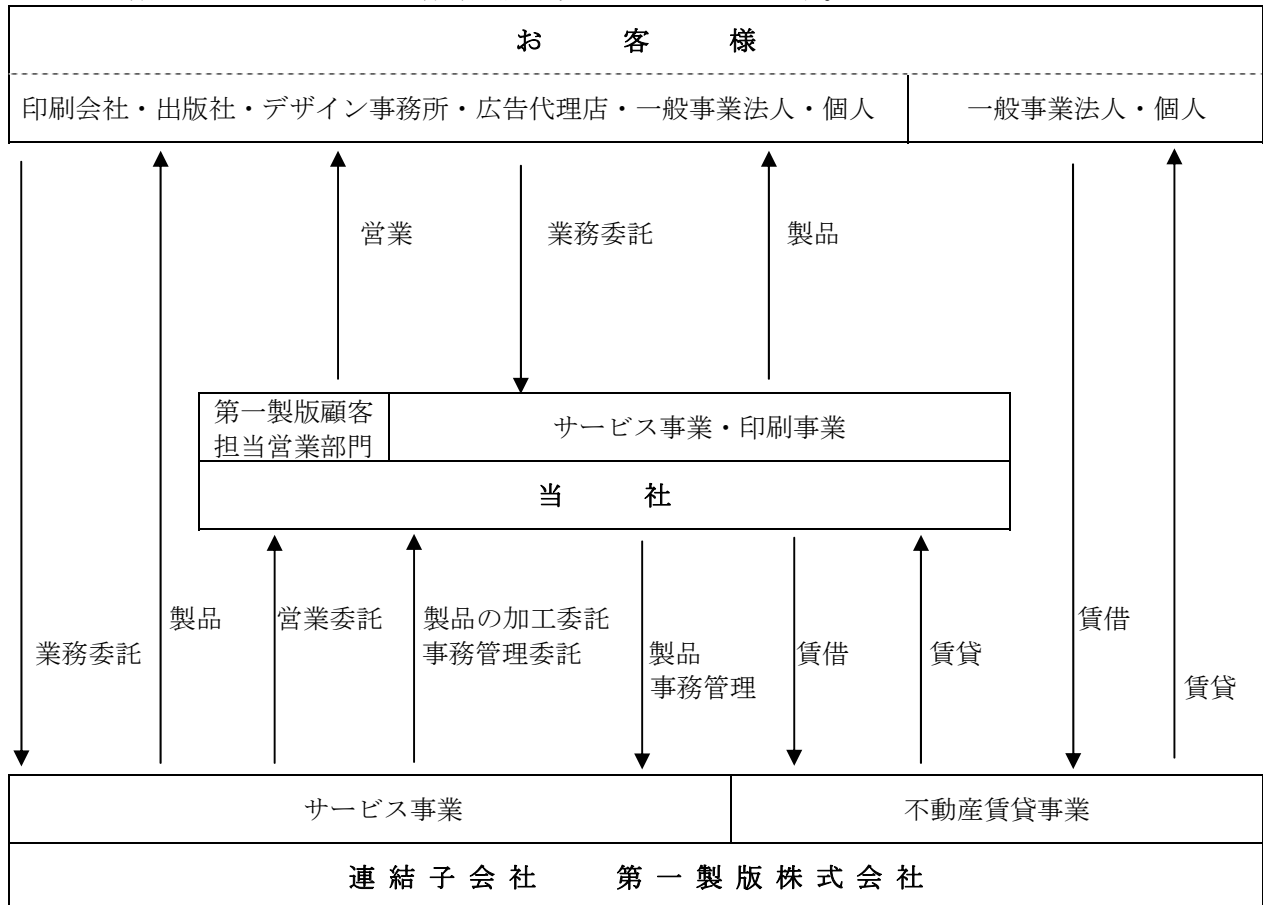 お客様
印刷会社・出版社・デザイン事務所・広告代理店・一般事業法人・個人
一般事業法人・個人
営業
業務委託
製品
第一製版顧客
担当営業部門
サービス事業・印刷事業
当社
業務委託
製品
営業委託
製品の加工委託
事務管理委託
製品
事務管理
賃借
賃貸
賃借
賃貸
サービス事業
不動産賃貸事業
連結子会社 第一製版株式会社